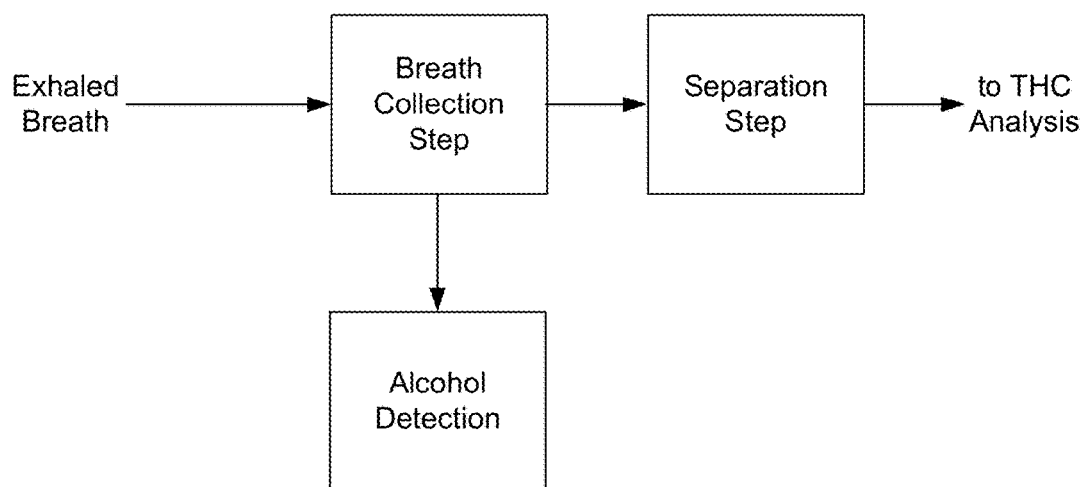 Exhaled
Breath
Breath
Collection
Step
Separation
Step
to THC
Analysis
Alcohol
Detection